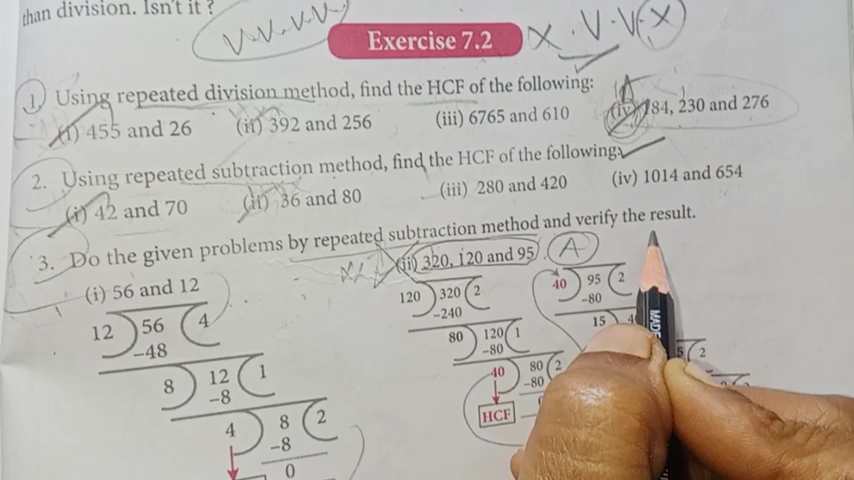 than division. Isn't it ?
Exercise 7.2
1. Using repeated division method, find the HCF of the following:
(i) 455 and 26 (ii) 392 and 256 (iii) 6765 and 610 (iv) 184, 230 and 276
2. Using repeated subtraction method, find the HCF of the following:
(i) 42 and 70 (ii) 36 and 80 (iii) 280 and 420 (iv) 1014 and 654
3. Do the given problems by repeated subtraction method and verify the result.
(i) 56 and 12 (ii) 320, 120 and 95 A
12 56 4
-48
8 12 1
-8
4 8 2
-8
0
120 320 2
-240
80 120 1
-80
40 80 2
-80
HCF
40 95 2
-80
15
MADE